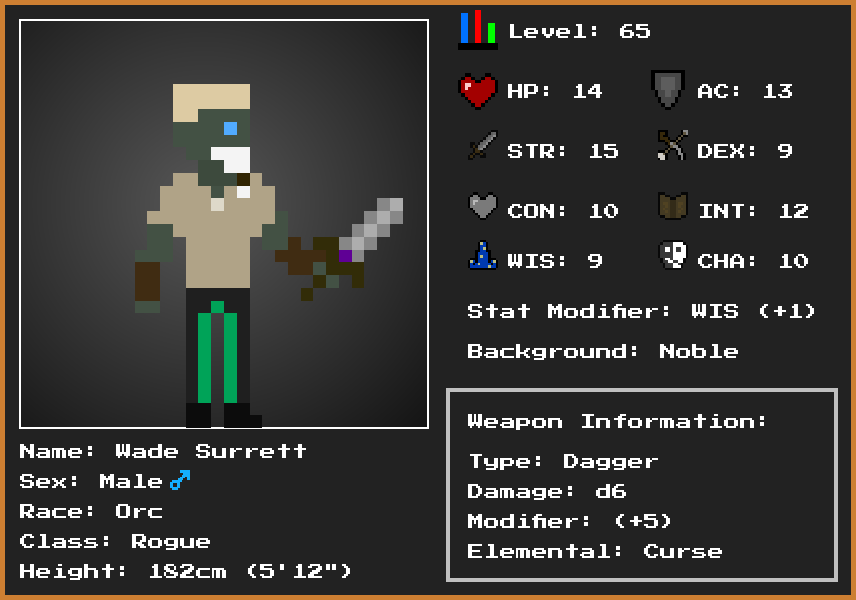 Level: 65
HP: 14
AC: 13
STR: 15
DEX: 9
CON: 10
INT: 12
WIS: 9
CHA: 10
Stat Modifier: WIS (+1)
Background: Noble
Weapon Information:
Type: Dagger
Damage: d6
Modifier: (+5)
Elemental: Curse
Name: Wade Surrett
Sex: Male ♂
Race: Orc
Class: Rogue
Height: 182cm (5'12")